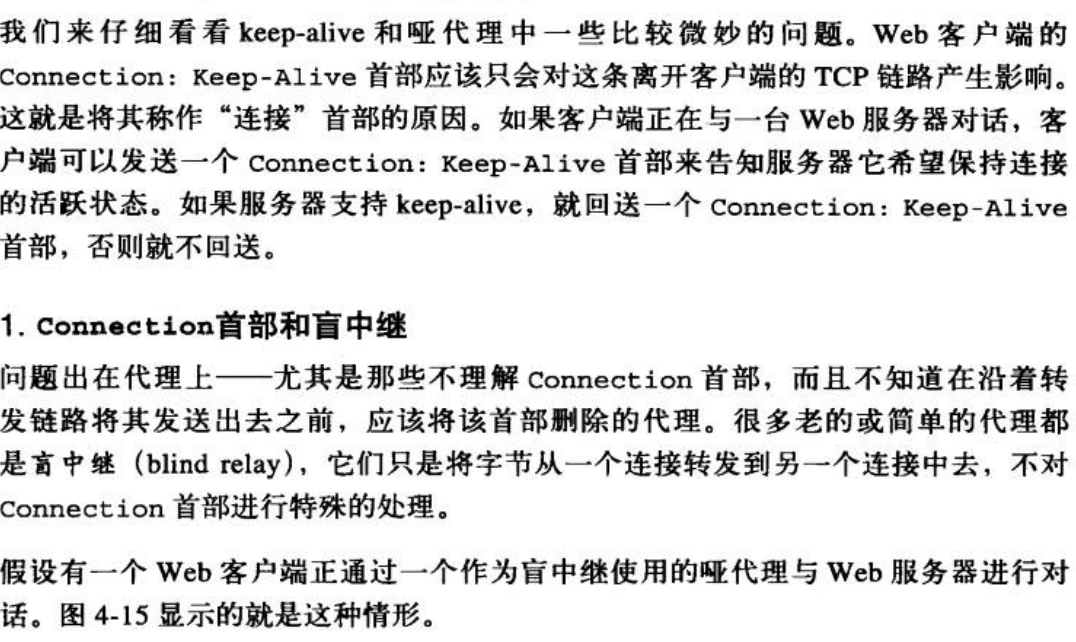 我们来仔细看看 keep-alive 和哑代理中一些比较微妙的问题。Web 客户端的
Connection: Keep-Alive 首部应该只会对这条离开客户端的 TCP 链路产生影响。
这就是将其称作“连接”首部的原因。如果客户端正在与一台 Web 服务器对话，客
户端可以发送一个 Connection: Keep-Alive 首部来告知服务器它希望保持连接
的活跃状态。如果服务器支持 keep-alive，就回送一个 Connection: Keep-Alive
首部，否则就不回送。
1. Connection首部和盲中继
问题出在代理上——尤其是那些不理解 Connection 首部，而且不知道在沿着转
发链路将其发送出去之前，应该将该首部删除的代理。很多老的或简单的代理都
是盲中继（blind relay），它们只是将字节从一个连接转发到另一个连接中去，不对
Connection 首部进行特殊的处理。
假设有一个 Web 客户端正通过一个作为盲中继使用的哑代理与 Web 服务器进行对
话。图 4-15 显示的就是这种情形。